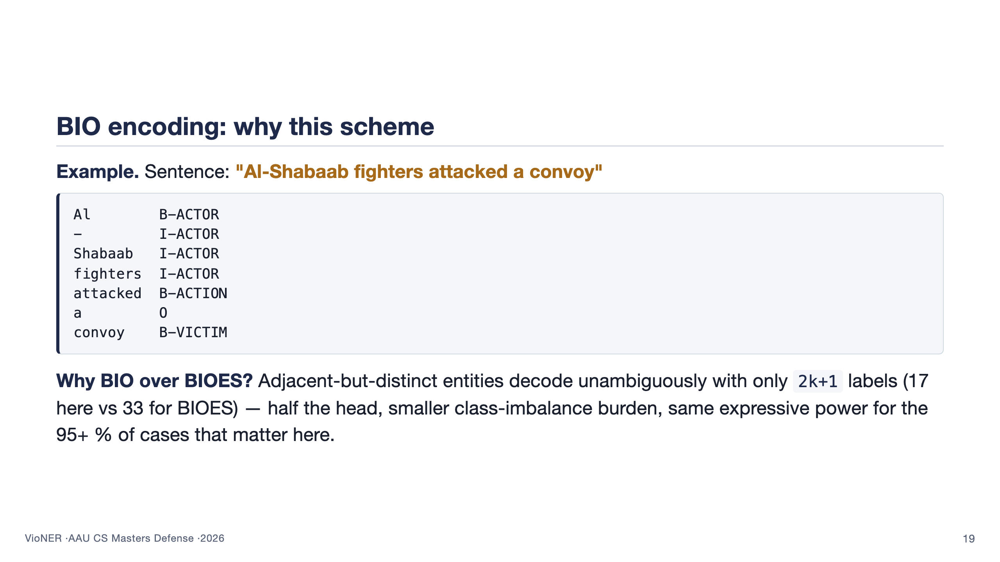 BIO encoding: why this scheme
Example. Sentence: "Al-Shabaab fighters attacked a convoy"
Al B-ACTOR
- I-ACTOR
Shabaab I-ACTOR
fighters I-ACTOR
attacked B-ACTION
a O
convoy B-VICTIM
Why BIO over BIOES? Adjacent-but-distinct entities decode unambiguously with only 2k+1 labels (17
here vs 33 for BIOES) — half the head, smaller class-imbalance burden, same expressive power for the
95+ % of cases that matter here.
VioNER ·AAU CS Masters Defense ·2026
19